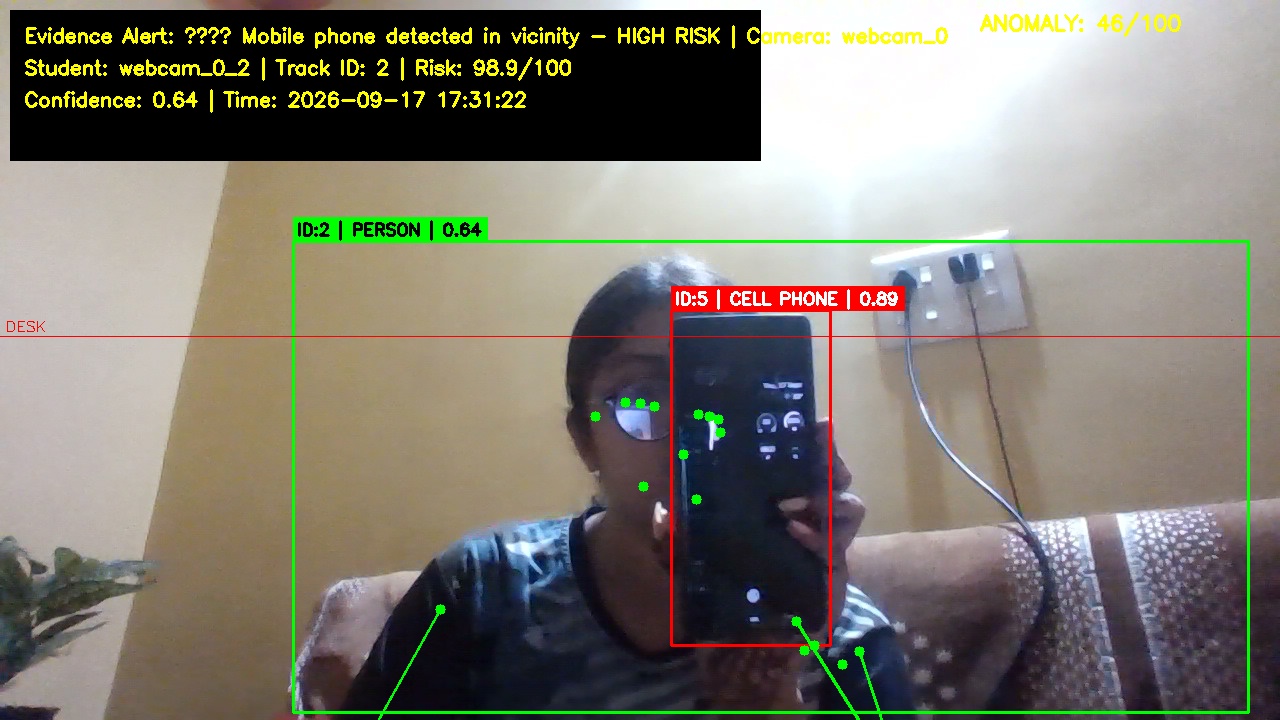 Evidence Alert: ???? Mobile phone detected in vicinity - HIGH RISK | Camera: webcam_0
ANOMALY: 46/100
Student: webcam_0_2 | Track ID: 2 | Risk: 98.9/100
Confidence: 0.64 | Time: 2026-09-17 17:31:22
ID:2 | PERSON | 0.64
ID:5 | CELL PHONE | 0.89
DESK